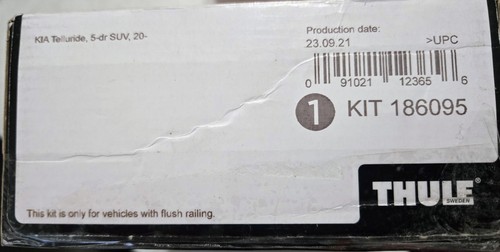 KIA Telluride, 5-dr SUV, 20-
Production date:
23.09.21 >UPC
0 91021 12365 6
1 KIT 186095
THULE
SWEDEN
This kit is only for vehicles with flush railing.